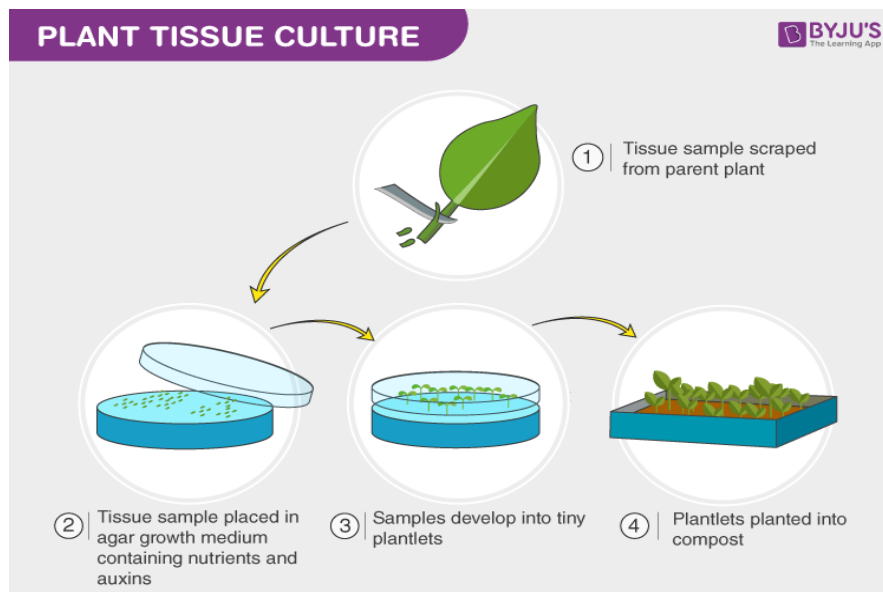 PLANT TISSUE CULTURE
BYJU'S
The Learning App
1
Tissue sample scraped
from parent plant
2
Tissue sample placed in
agar growth medium
containing nutrients and
auxins
3
Samples develop into tiny
plantlets
4
Plantlets planted into
compost